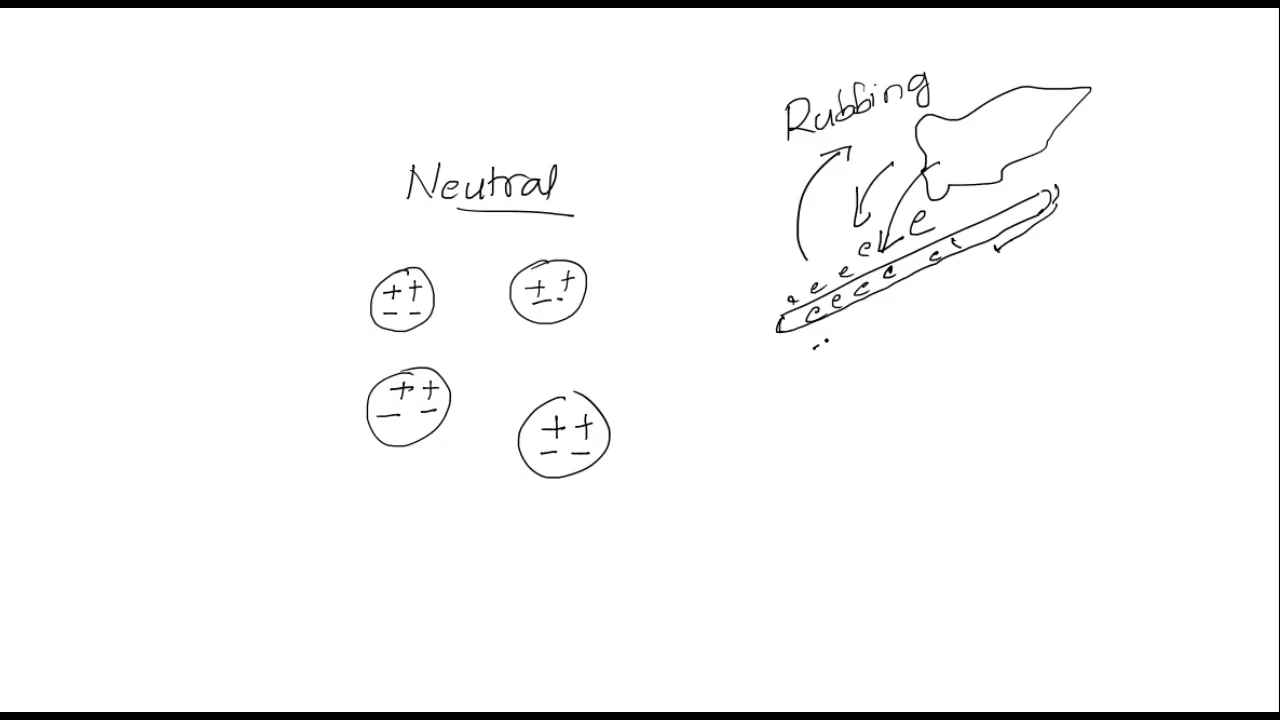 Rubbing
Neutral
+ + + +
− − −
e
e
e
e
e e e e
+ + + +
− − − −